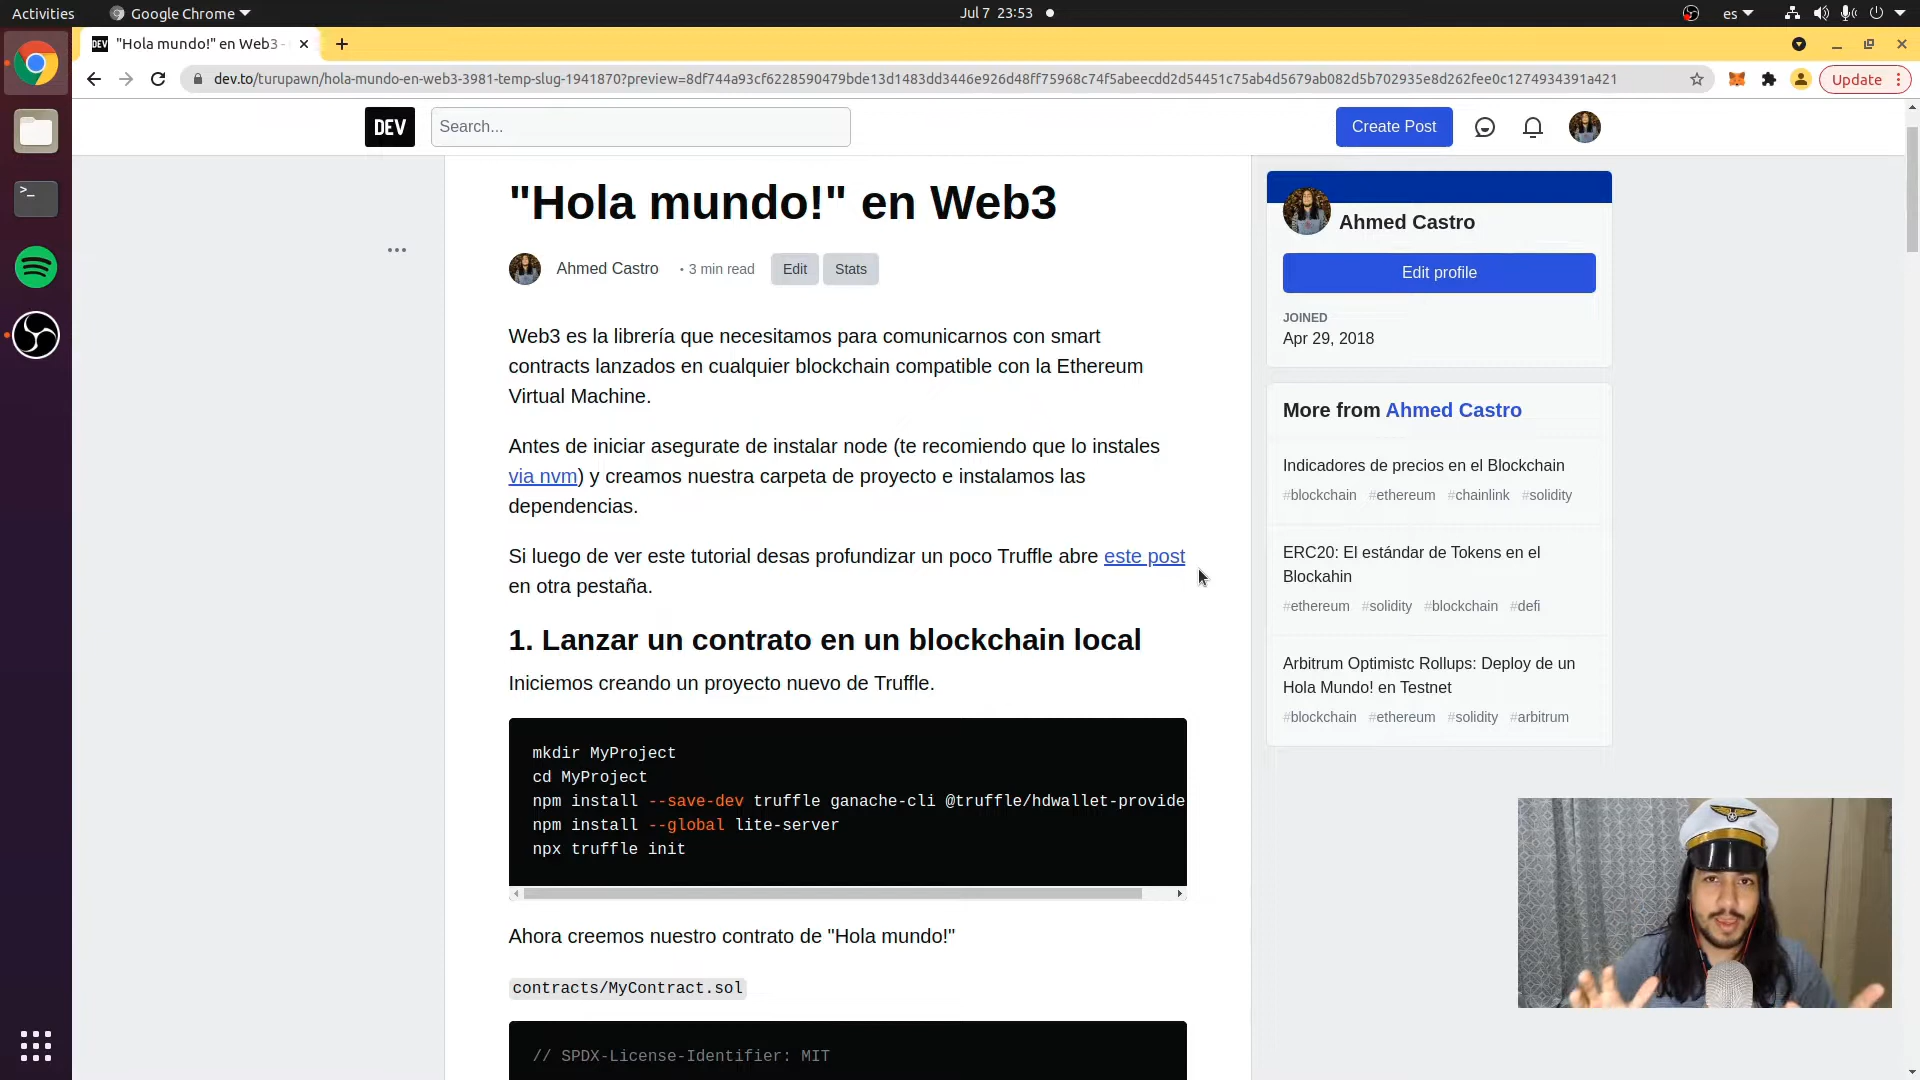 Activities
Google Chrome
Jul 7 23:53
es
DEV
"Hola mundo!" en Web3 -
dev.to/turupawn/hola-mundo-en-web3-3981-temp-slug-1941870?preview=8df744a93cf6228590479bde13d1483dd3446e926d48ff75968c74f5abeecdd2d54451c75ab4d5679ab082d5b702935e8d262fee0c1274934391a421
Update
DEV
Search...
Create Post
"Hola mundo!" en Web3
Ahmed Castro
• 3 min read
Edit
Stats
Web3 es la librería que necesitamos para comunicarnos con smart
contracts lanzados en cualquier blockchain compatible con la Ethereum
Virtual Machine.
Antes de iniciar asegurate de instalar node (te recomiendo que lo instales
via nvm) y creamos nuestra carpeta de proyecto e instalamos las
dependencias.
Si luego de ver este tutorial desas profundizar un poco Truffle abre este post
en otra pestaña.
1. Lanzar un contrato en un blockchain local
Iniciemos creando un proyecto nuevo de Truffle.
mkdir MyProject
cd MyProject
npm install --save-dev truffle ganache-cli @truffle/hdwallet-provide
npm install --global lite-server
npx truffle init
Ahora creemos nuestro contrato de "Hola mundo!"
contracts/MyContract.sol
// SPDX-License-Identifier: MIT
Ahmed Castro
Edit profile
JOINED
Apr 29, 2018
More from Ahmed Castro
Indicadores de precios en el Blockchain
#blockchain #ethereum #chainlink #solidity
ERC20: El estándar de Tokens en el
Blockahin
#ethereum #solidity #blockchain #defi
Arbitrum Optimistc Rollups: Deploy de un
Hola Mundo! en Testnet
#blockchain #ethereum #solidity #arbitrum